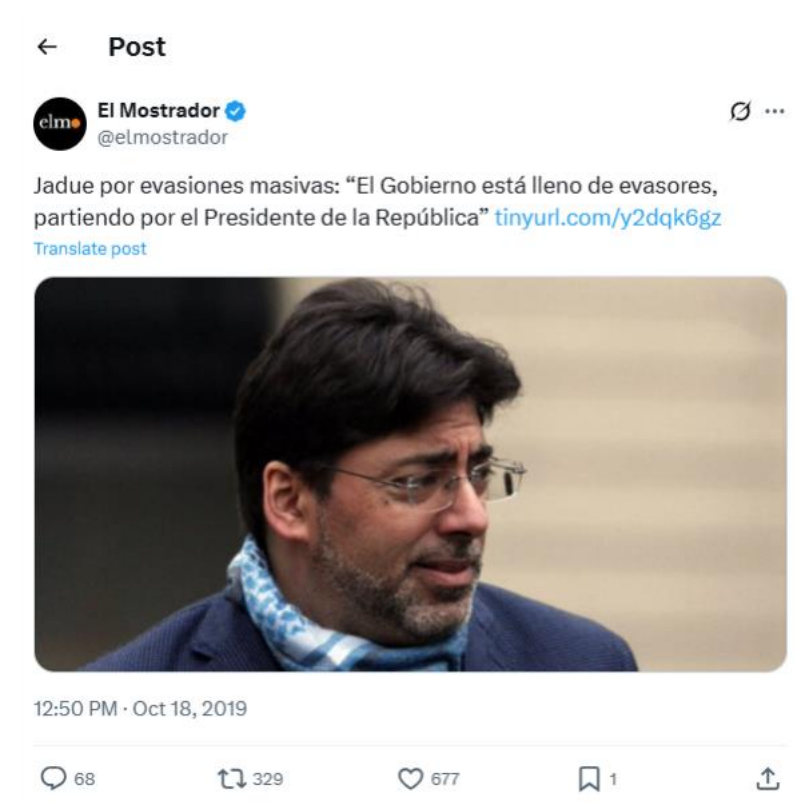 Post
elmo
El Mostrador
@elmostrador
Jadue por evasiones masivas: “El Gobierno está lleno de evasores,
partiendo por el Presidente de la República” tinyurl.com/y2dqk6gz
Translate post
12:50 PM · Oct 18, 2019
68 329 677 1